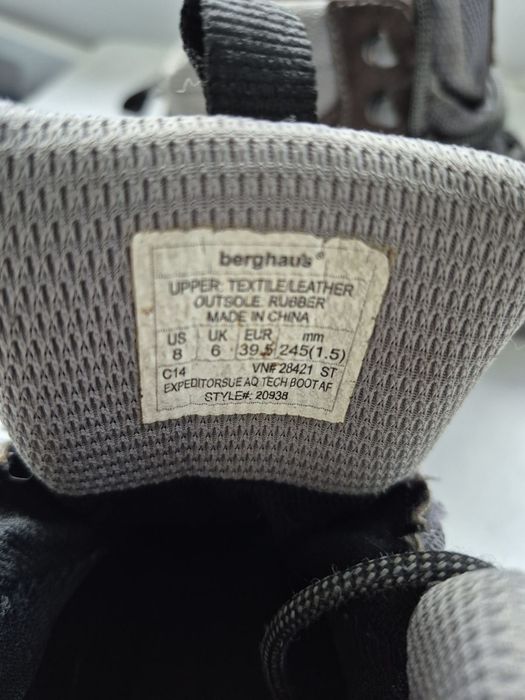 berghaus®
UPPER: TEXTILE/LEATHER
OUTSOLE: RUBBER
MADE IN CHINA
US UK EUR mm
8 6 39.5 245(1.5)
C14 VN# 28421 ST
EXPEDITORSUE AQ TECH BOOT AF
STYLE#: 20938